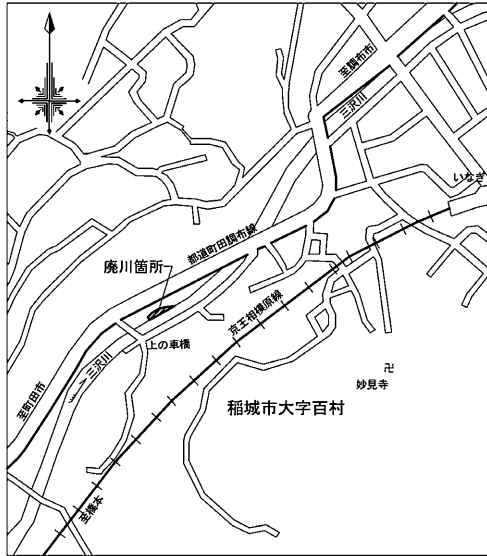 至調布市
三沢川
いなぎ
都道町田調布線
廃川箇所
京王相模原線
上の車橋
三沢川
至町田市
妙見寺
稲城市大字百村
至橋本